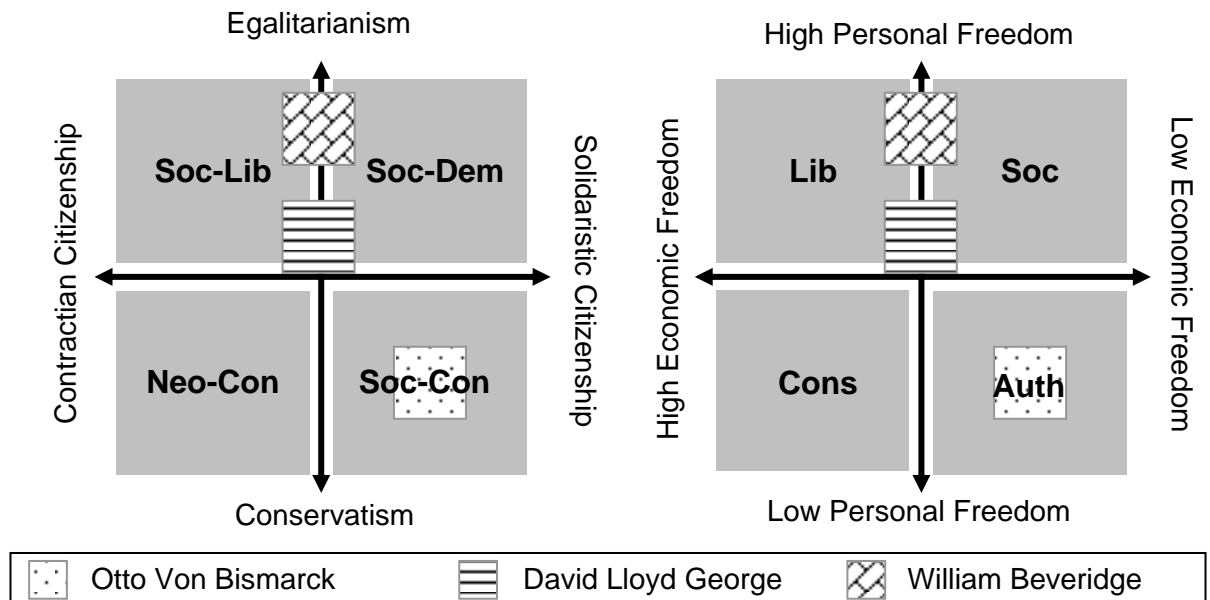 Egalitarianism
Contractian Citizenship
Soc-Lib
Soc-Dem
Neo-Con
Soc-Con
Solidaristic Citizenship
Conservatism
High Personal Freedom
High Economic Freedom
Lib
Soc
Cons
Auth
Low Economic Freedom
Low Personal Freedom
Otto Von Bismarck
David Lloyd George
William Beveridge